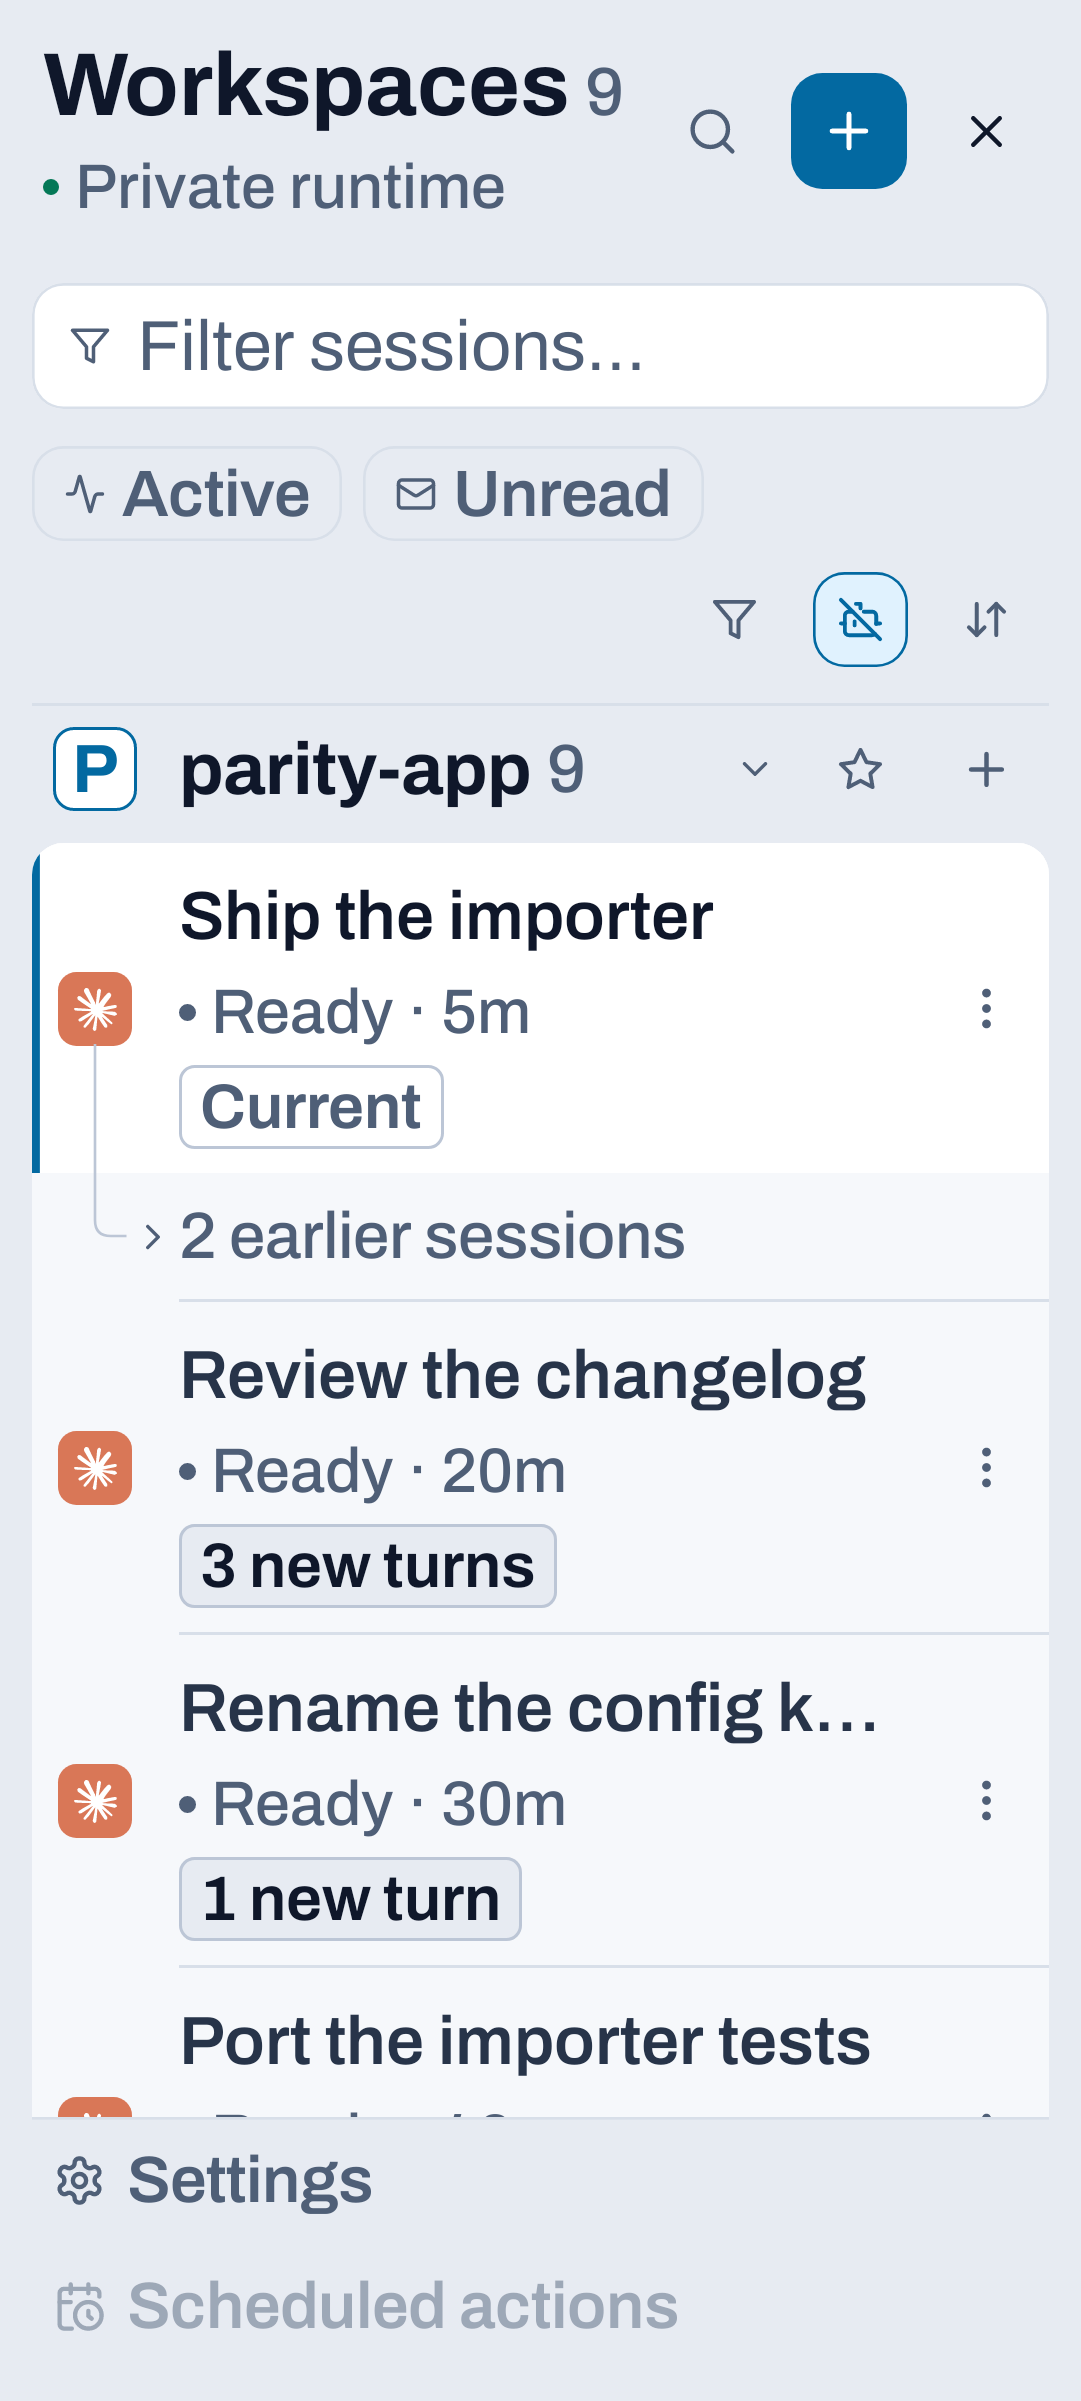 Workspaces 9
• Private runtime
Filter sessions...
Active
Unread
P
parity-app 9
Ship the importer
• Ready · 5m
Current
2 earlier sessions
Review the changelog
• Ready · 20m
3 new turns
Rename the config k...
• Ready · 30m
1 new turn
Port the importer tests
Settings
Scheduled actions